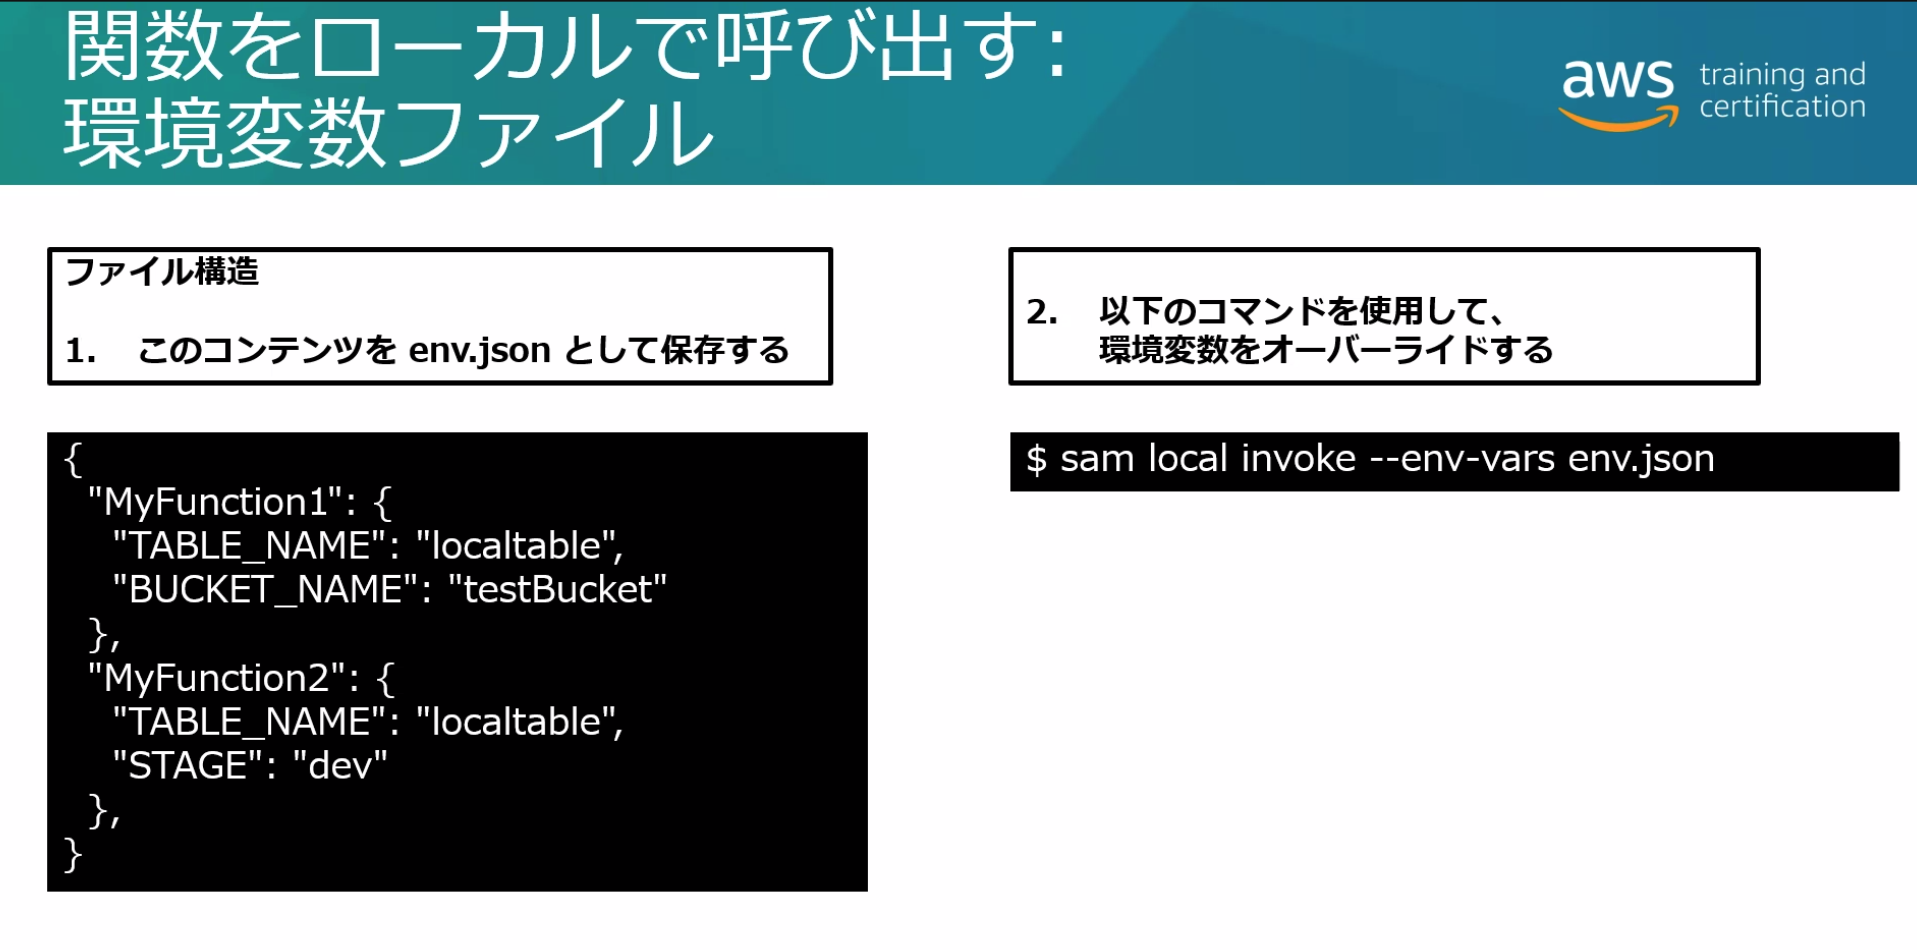 関数をローカルで呼び出す:
環境変数ファイル
aws training and
certification
ファイル構造
1. このコンテンツを env.json として保存する
{
"MyFunction1": {
"TABLE_NAME": "localtable",
"BUCKET_NAME": "testBucket"
},
"MyFunction2": {
"TABLE_NAME": "localtable",
"STAGE": "dev"
},
}
2. 以下のコマンドを使用して、
環境変数をオーバーライドする
$ sam local invoke --env-vars env.json